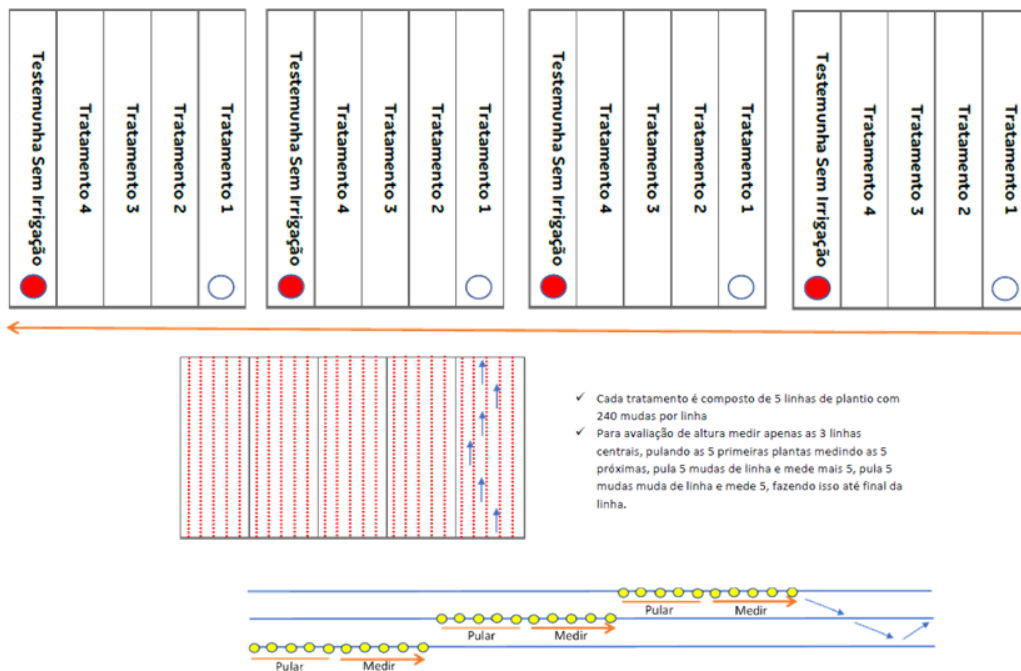 Testemunha Sem Irrigação
Tratamento 4
Tratamento 3
Tratamento 2
Tratamento 1
Testemunha Sem Irrigação
Tratamento 4
Tratamento 3
Tratamento 2
Tratamento 1
Testemunha Sem Irrigação
Tratamento 4
Tratamento 3
Tratamento 2
Tratamento 1
Testemunha Sem Irrigação
Tratamento 4
Tratamento 3
Tratamento 2
Tratamento 1
✓ Cada tratamento é composto de 5 linhas de plantio com
240 mudas por linha
✓ Para avaliação de altura medir apenas as 3 linhas
centrais, pulando as 5 primeiras plantas medindo as 5
próximas, pula 5 mudas de linha e mede mais 5, pula 5
mudas muda de linha e mede 5, fazendo isso até final da
linha.
Pular Medir
Pular Medir
Pular Medir